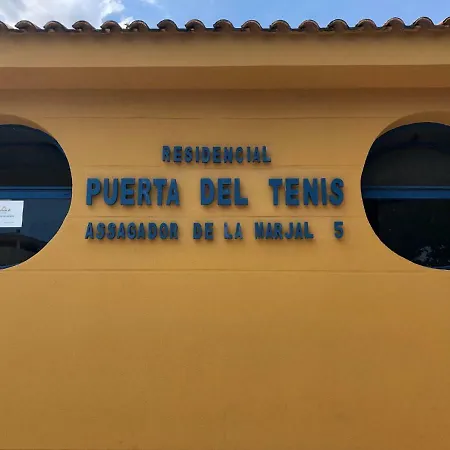 RESIDENCIAL
PUERTA DEL TENIS
ASSAGADOR DE LA MARJAL 5